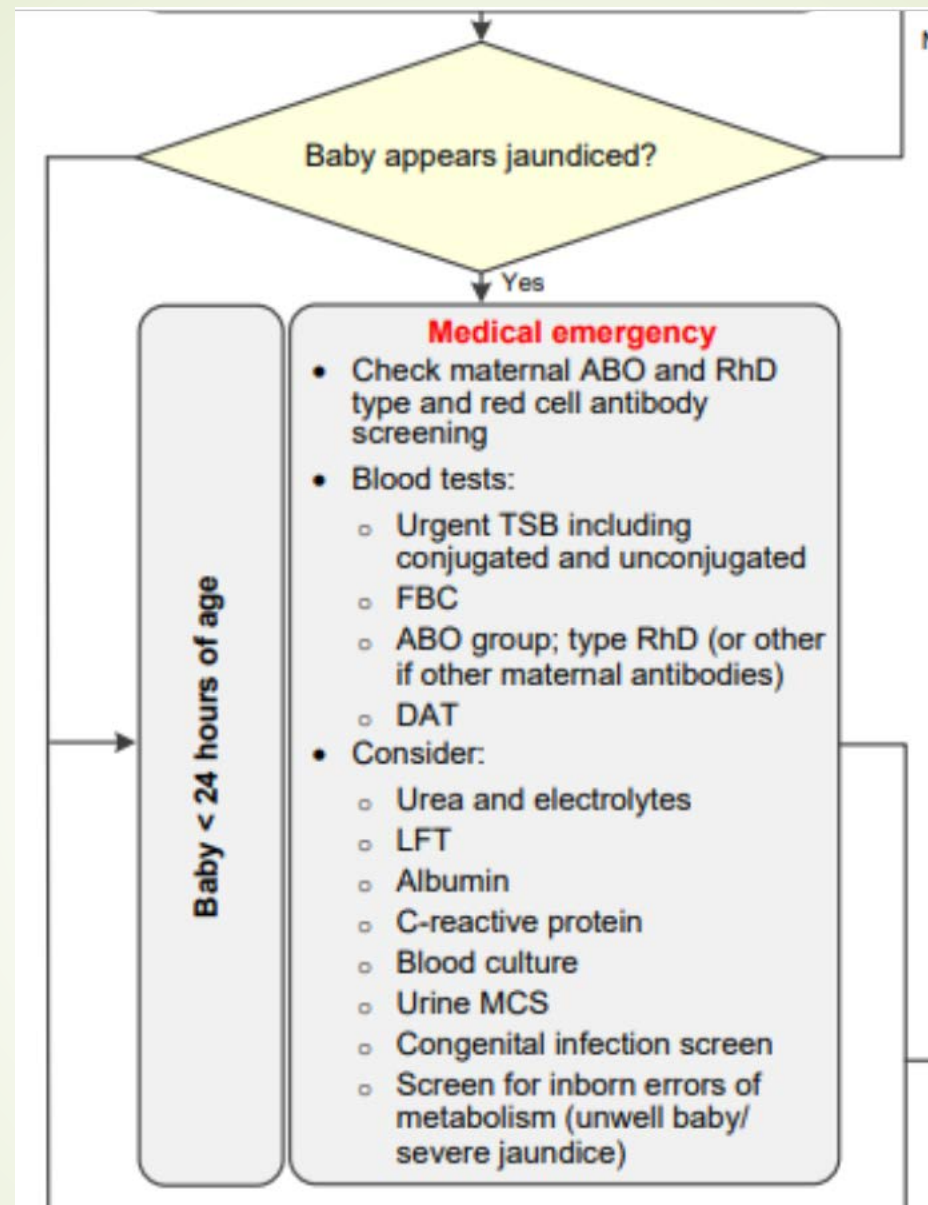 Baby appears jaundiced?
Yes
Baby < 24 hours of age
Medical emergency
• Check maternal ABO and RhD
type and red cell antibody
screening
• Blood tests:
o Urgent TSB including
conjugated and unconjugated
o FBC
o ABO group; type RhD (or other
if other maternal antibodies)
o DAT
• Consider:
o Urea and electrolytes
o LFT
o Albumin
o C-reactive protein
o Blood culture
o Urine MCS
o Congenital infection screen
o Screen for inborn errors of
metabolism (unwell baby/
severe jaundice)